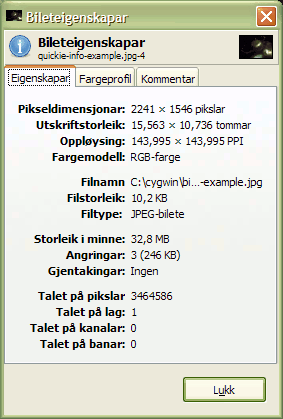 Bileteigenskapar
Bileteigenskapar
quickie-info-example.jpg-4
Eigenskapar Fargeprofil Kommentar
Pikseldimensjonar: 2241 × 1546 pikslar
Utskriftstorleik: 15,563 × 10,736 tommar
Oppløysing: 143,995 × 143,995 PPI
Fargemodell: RGB-farge
Filnamn C:\cygwin\bi...-example.jpg
Filstorleik: 10,2 KB
Filtype: JPEG-bilete
Storleik i minne: 32,8 MB
Angringar: 3 (246 KB)
Gjentakingar: Ingen
Talet på pikslar 3464586
Talet på lag: 1
Talet på kanalar: 0
Talet på banar: 0
Lukk